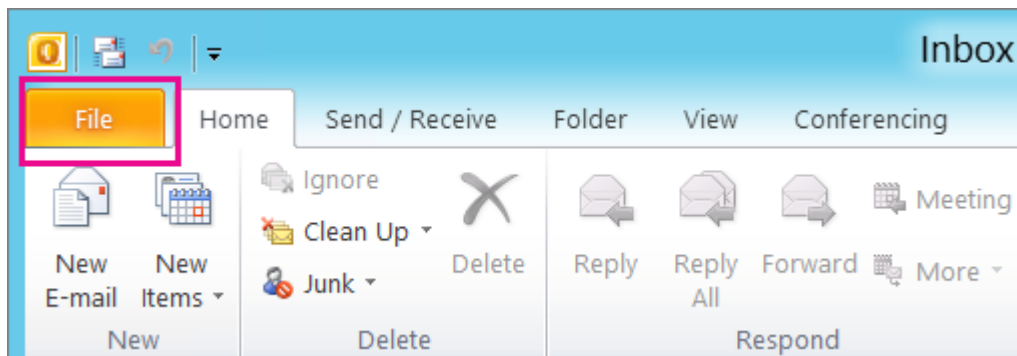 Inbox
File Home Send / Receive Folder View Conferencing
Ignore
Clean Up
Junk
Meeting
More
New E-mail
New Items
Delete
Reply
Reply All
Forward
New Delete Respond